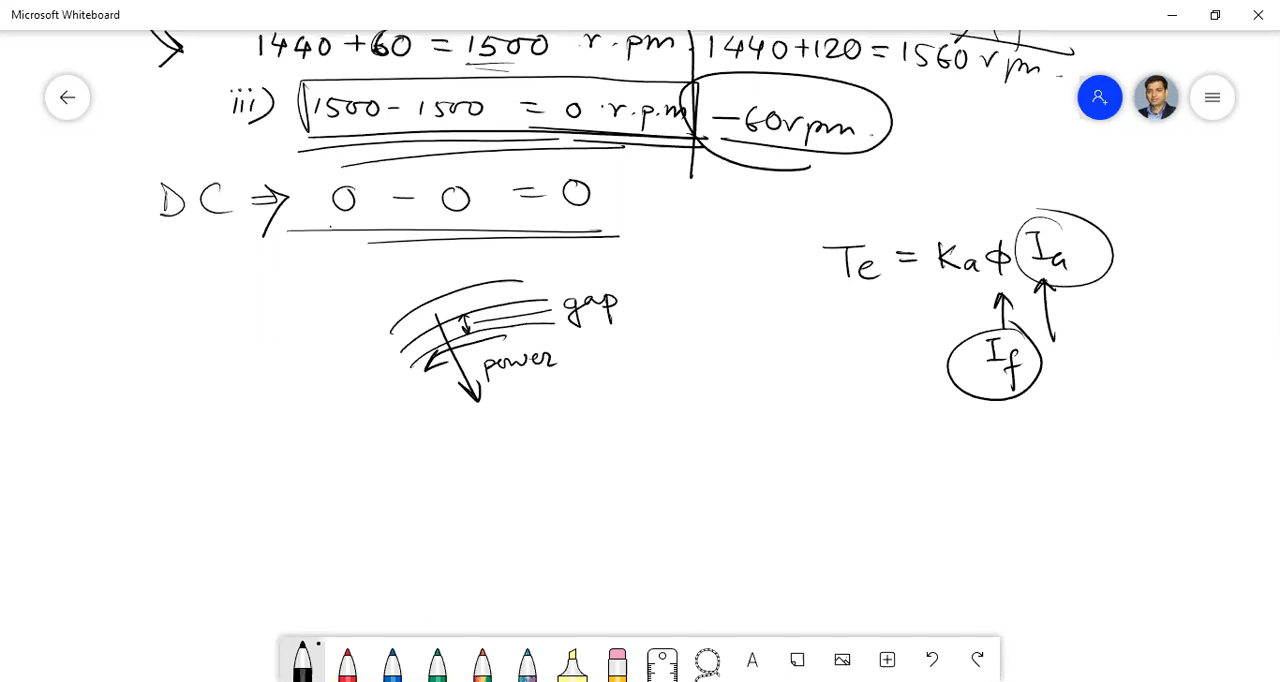 Microsoft Whiteboard
1440 + 60 = 1500 r.pm. 1440+120 = 1560 rpm.
iii) 1500 - 1500 = 0 r.p.m -60rpm.
DC ⇒ 0 - 0 = 0
Te = Ka ϕ Ia
gap
If
power
A